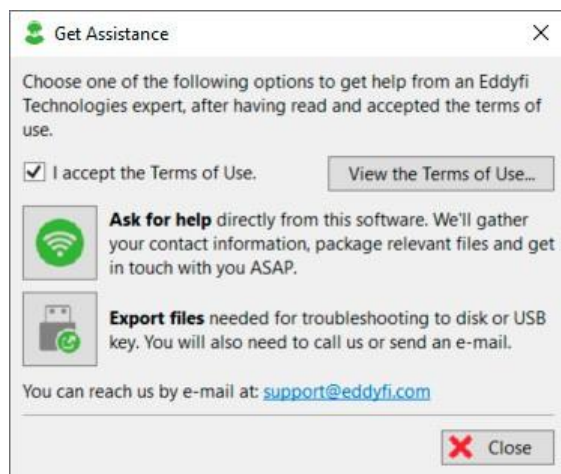 Get Assistance
Choose one of the following options to get help from an Eddyfi
Technologies expert, after having read and accepted the terms of
use.
I accept the Terms of Use.
View the Terms of Use...
Ask for help directly from this software. We'll gather
your contact information, package relevant files and get
in touch with you ASAP.
Export files needed for troubleshooting to disk or USB
key. You will also need to call us or send an e-mail.
You can reach us by e-mail at: support@eddyfi.com
Close